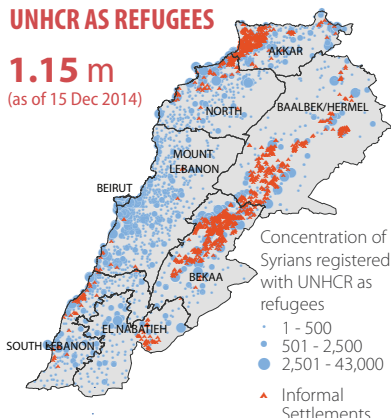 UNHCR AS REFUGEES
1.15 m
(as of 15 Dec 2014)
AKKAR
NORTH
BAALBEK/HERMEL
MOUNT
LEBANON
BEIRUT
BEKAA
EL NABATIEH
SOUTH LEBANON
Concentration of
Syrians registered
with UNHCR as
refugees
1 - 500
501 - 2,500
2,501 - 43,000
Informal
Settlements